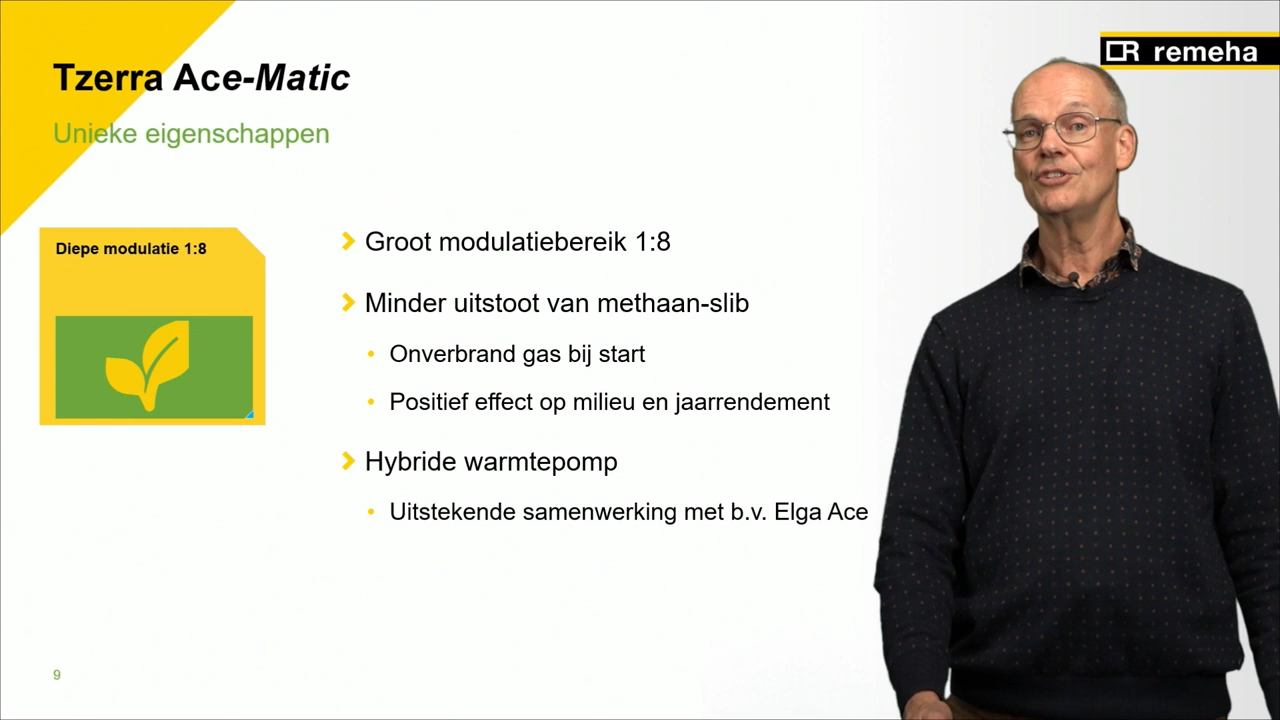 remeha
Tzerra Ace-Matic
Unieke eigenschappen
Diepe modulatie 1:8
Groot modulatiebereik 1:8
Minder uitstoot van methaan-slib
Onverbrand gas bij start
Positief effect op milieu en jaarrendement
Hybride warmtepomp
Uitstekende samenwerking met b.v. Elga Ace
9